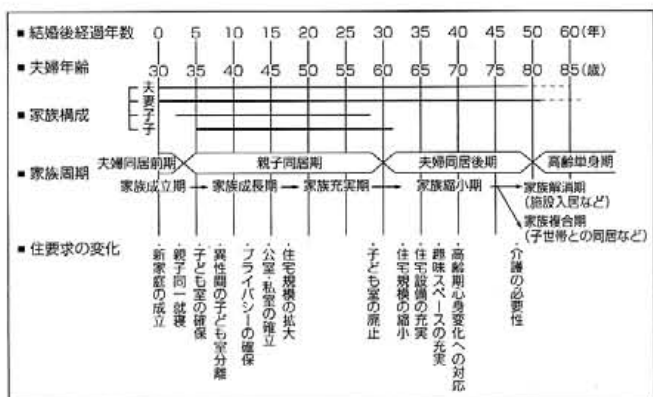 ■ 結婚後経過年数 0 5 10 15 20 25 30 35 40 45 50 60(年)
■ 夫婦年齢 30 35 40 45 50 55 60 65 70 75 80 85(歳)
■ 家族構成
夫
妻
子
子
■ 家族周期
夫婦同居前期 親子同居期 夫婦同居後期 高齢単身期
家族成立期 家族成長期 家族充実期 家族縮小期 家族解消期
(施設入居など)
家族複合期
(子世帯との同居など)
■ 住要求の変化
・新家庭の成立
・親子同一就寝
・子ども室の確保
・異性間の子ども室分離
・プライバシーの確保
・公室・私室の確立
・住宅規模の拡大
・子ども室の廃止
・住宅規模の縮小
・住宅設備の充実
・趣味スペースの充実
・高齢期心身変化への対応
・介護の必要性